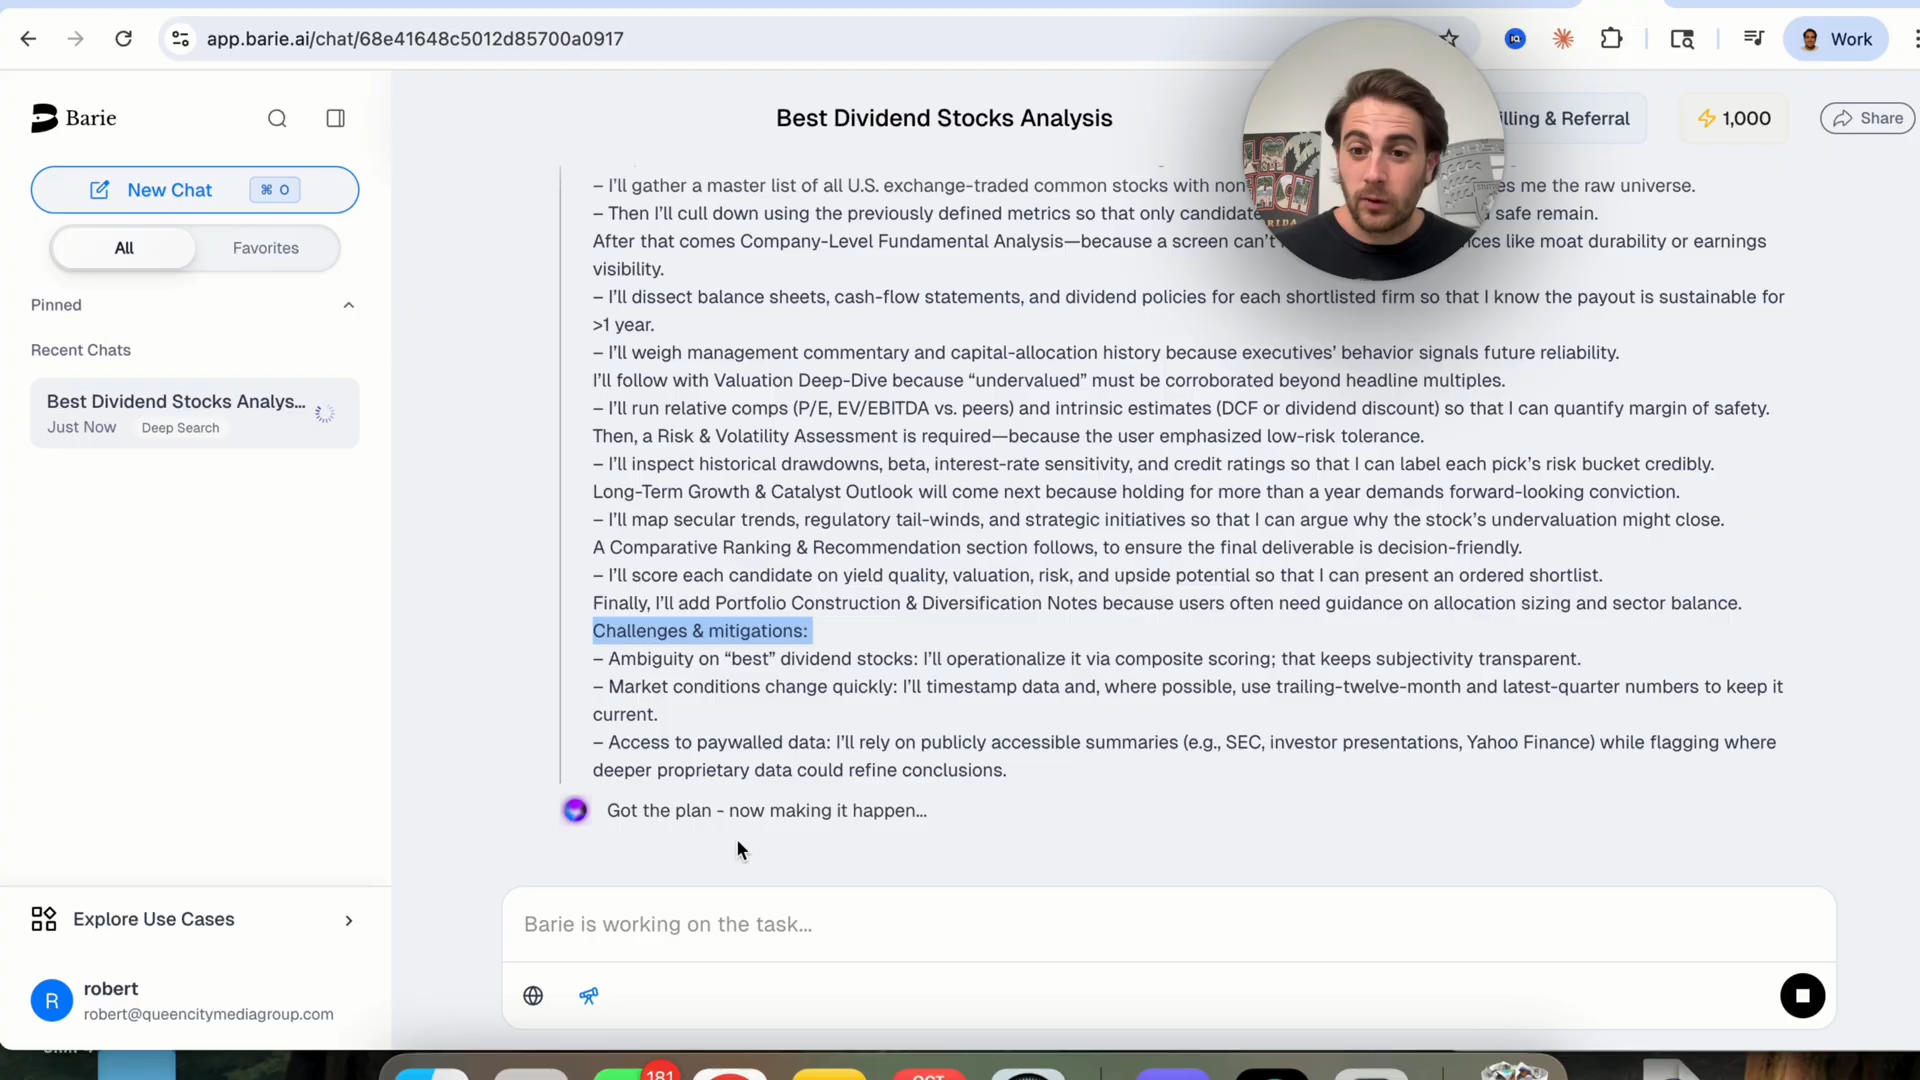 app.barie.ai/chat/68e41648c5012d85700a0917
Work
Barie
Best Dividend Stocks Analysis
lling & Referral
1,000
Share
New Chat
⌘ O
All
Favorites
Pinned
Recent Chats
Best Dividend Stocks Analys...
Just Now
Deep Search
– I’ll gather a master list of all U.S. exchange-traded common stocks with non
es me the raw universe.
– Then I’ll cull down using the previously defined metrics so that only candidate
safe remain.
After that comes Company-Level Fundamental Analysis—because a screen can’t
nces like moat durability or earnings
visibility.
– I’ll dissect balance sheets, cash-flow statements, and dividend policies for each shortlisted firm so that I know the payout is sustainable for
>1 year.
– I’ll weigh management commentary and capital-allocation history because executives’ behavior signals future reliability.
I’ll follow with Valuation Deep-Dive because “undervalued” must be corroborated beyond headline multiples.
– I’ll run relative comps (P/E, EV/EBITDA vs. peers) and intrinsic estimates (DCF or dividend discount) so that I can quantify margin of safety.
Then, a Risk & Volatility Assessment is required—because the user emphasized low-risk tolerance.
– I’ll inspect historical drawdowns, beta, interest-rate sensitivity, and credit ratings so that I can label each pick’s risk bucket credibly.
Long-Term Growth & Catalyst Outlook will come next because holding for more than a year demands forward-looking conviction.
– I’ll map secular trends, regulatory tail-winds, and strategic initiatives so that I can argue why the stock’s undervaluation might close.
A Comparative Ranking & Recommendation section follows, to ensure the final deliverable is decision-friendly.
– I’ll score each candidate on yield quality, valuation, risk, and upside potential so that I can present an ordered shortlist.
Finally, I’ll add Portfolio Construction & Diversification Notes because users often need guidance on allocation sizing and sector balance.
Challenges & mitigations:
– Ambiguity on “best” dividend stocks: I’ll operationalize it via composite scoring; that keeps subjectivity transparent.
– Market conditions change quickly: I’ll timestamp data and, where possible, use trailing-twelve-month and latest-quarter numbers to keep it
current.
– Access to paywalled data: I’ll rely on publicly accessible summaries (e.g., SEC, investor presentations, Yahoo Finance) while flagging where
deeper proprietary data could refine conclusions.
Got the plan - now making it happen...
Barie is working on the task...
Explore Use Cases
R
robert
robert@queencitymediagroup.com
181
OCT